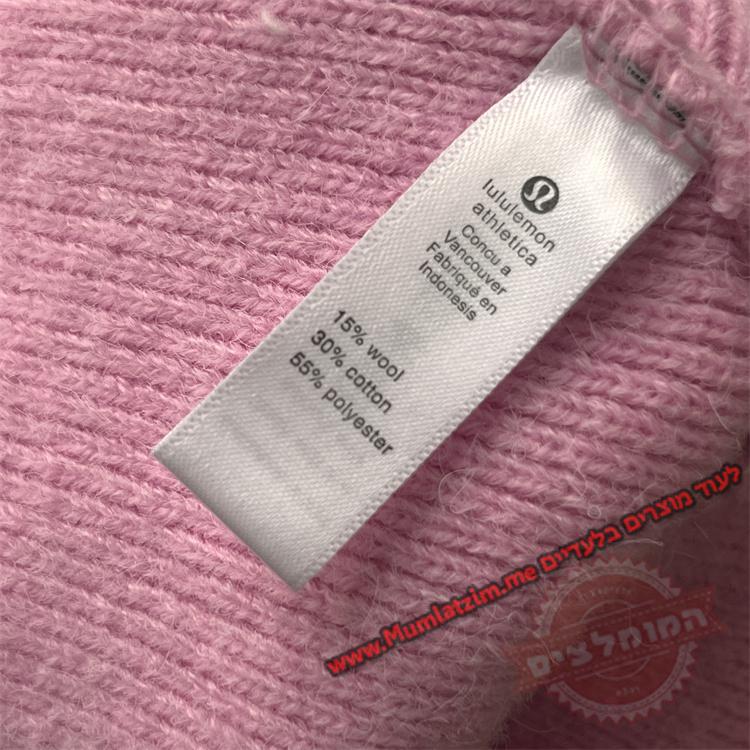 lululemon
athletica
Concu a
Vancouver
Fabriqué en
Indonesis
15% wool
30% cotton
55% polyester
לעוד מוצרים בלעדיים www.Mumlatzim.me
המומלצים